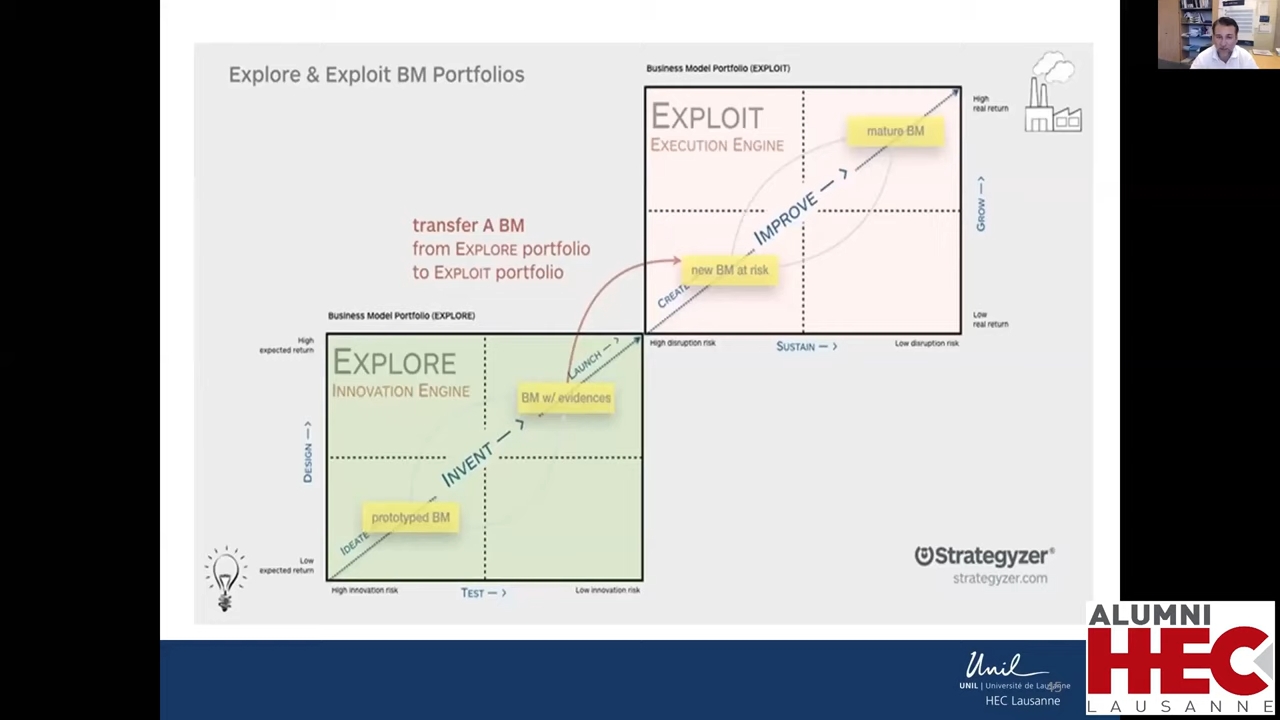 Explore & Exploit BM Portfolios
Business Model Portfolio (EXPLOIT)
EXPLOIT
EXECUTION ENGINE
mature BM
High
real return
IMPROVE
GROW
transfer A BM
from EXPLORE portfolio
to EXPLOIT portfolio
new BM at risk
CREATE
Low
real return
High disruption risk
SUSTAIN
Low disruption risk
Business Model Portfolio (EXPLORE)
High
expected return
EXPLORE
INNOVATION ENGINE
LAUNCH
BM w/ evidences
DESIGN
INVENT
prototyped BM
IDEATE
Low
expected return
High innovation risk
TEST
Low innovation risk
Strategyzer®
strategyzer.com
Unil
UNIL | Université de Lausanne
HEC Lausanne
45
ALUMNI
HEC
LAUSANNE